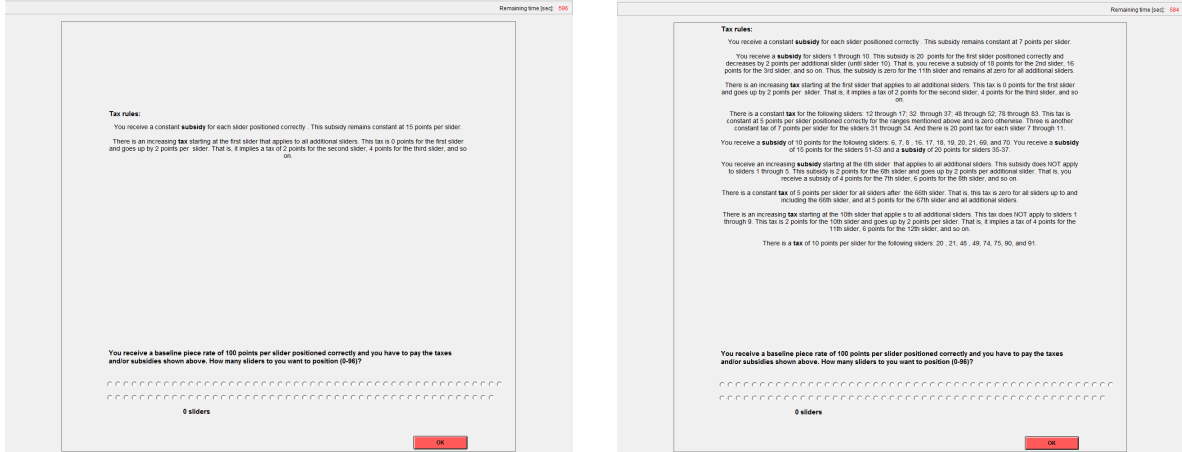 Remaining time [sec]: 596
Tax rules:
You receive a constant subsidy for each slider positioned correctly . This subsidy remains constant at 15 points per slider.
There is an increasing tax starting at the first slider that applies to all additional sliders. This tax is 0 points for the first slider
and goes up by 2 points per slider. That is, it implies a tax of 2 points for the second slider, 4 points for the third slider, and so
on.
You receive a baseline piece rate of 100 points per slider positioned correctly and you have to pay the taxes
and/or subsidies shown above. How many sliders to you want to position (0-96)?
0 sliders
OK
Remaining time [sec]: 584
Tax rules:
You receive a constant subsidy for each slider positioned correctly . This subsidy remains constant at 7 points per slider.
You receive a subsidy for sliders 1 through 10. This subsidy is 20 points for the first slider positioned correctly and
decreases by 2 points per additional slider (until slider 10). That is, you receive a subsidy of 18 points for the 2nd slider, 16
points for the 3rd slider, and so on. Thus, the subsidy is zero for the 11th slider and remains at zero for all additional sliders.
There is an increasing tax starting at the first slider that applies to all additional sliders. This tax is 0 points for the first slider
and goes up by 2 points per slider. That is, it implies a tax of 2 points for the second slider, 4 points for the third slider, and so
on.
There is a constant tax for the following sliders: 12 through 17; 32 through 37; 48 through 52; 78 through 83. This tax is
constant at 5 points per slider positioned correctly for the ranges mentioned above and is zero otherwise. Three is another
constant tax of 7 points per slider for the sliders 31 through 34. And there is 20 point tax for each slider 7 through 11.
You receive a subsidy of 10 points for the following sliders: 6, 7, 8 , 16, 17, 18, 19, 20, 21, 69, and 70. You receive a subsidy
of 15 points for the sliders 51-53 and a subsidy of 20 points for sliders 35-37.
You receive an increasing subsidy starting at the 6th slider that applies to all additional sliders. This subsidy does NOT apply
to sliders 1 through 5. This subsidy is 2 points for the 6th slider and goes up by 2 points per additional slider. That is, you
receive a subsidy of 4 points for the 7th slider, 6 points for the 8th slider, and so on.
There is a constant tax of 5 points per slider for all sliders after the 66th slider. That is, this tax is zero for all sliders up to and
including the 66th slider, and at 5 points for the 67th slider and all additional sliders.
There is an increasing tax starting at the 10th slider that applie s to all additional sliders. This tax does NOT apply to sliders 1
through 9. This tax is 2 points for the 10th slider and goes up by 2 points per slider. That is, it implies a tax of 4 points for the
11th slider, 6 points for the 12th slider, and so on.
There is a tax of 10 points per slider for the following sliders: 20 , 21, 48 , 49, 74, 75, 90, and 91.
You receive a baseline piece rate of 100 points per slider positioned correctly and you have to pay the taxes
and/or subsidies shown above. How many sliders to you want to position (0-96)?
0 sliders
OK